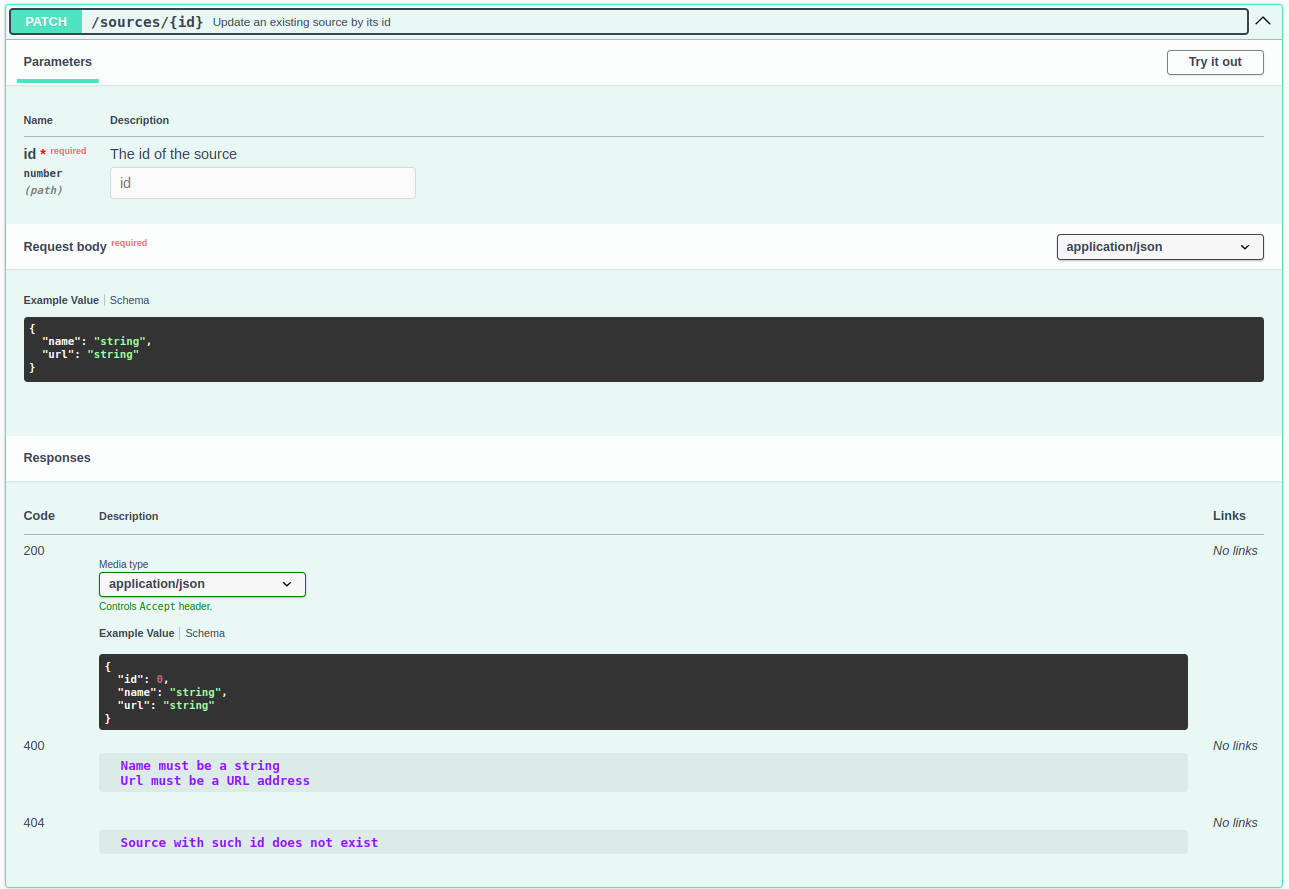 PATCH /sources/{id} Update an existing source by its id
Parameters
Try it out
Name Description
id * required The id of the source
number
(path)
id
Request body required
application/json
Example Value Schema
{
  "name": "string",
  "url": "string"
}
Responses
Code Description Links
200 No links
Media type
application/json
Controls Accept header.
Example Value Schema
{
  "id": 0,
  "name": "string",
  "url": "string"
}
400 No links
Name must be a string
Url must be a URL address
404 No links
Source with such id does not exist